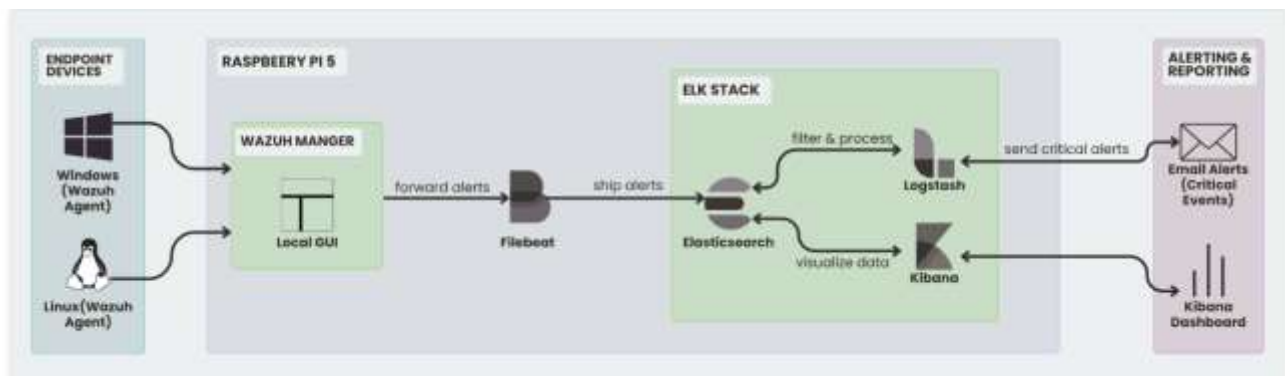 ENDPOINT
DEVICES
Windows
(Wazuh
Agent)
Linux(Wazuh
Agent)
RASPBEERY PI 5
WAZUH MANGER
Local GUI
forward alerts
Filebeat
ship alerts
ELK STACK
Elasticsearch
filter & process
Logstash
visualize data
Kibana
send critical alerts
ALERTING &
REPORTING
Email Alerts
(Critical
Events)
Kibana
Dashboard